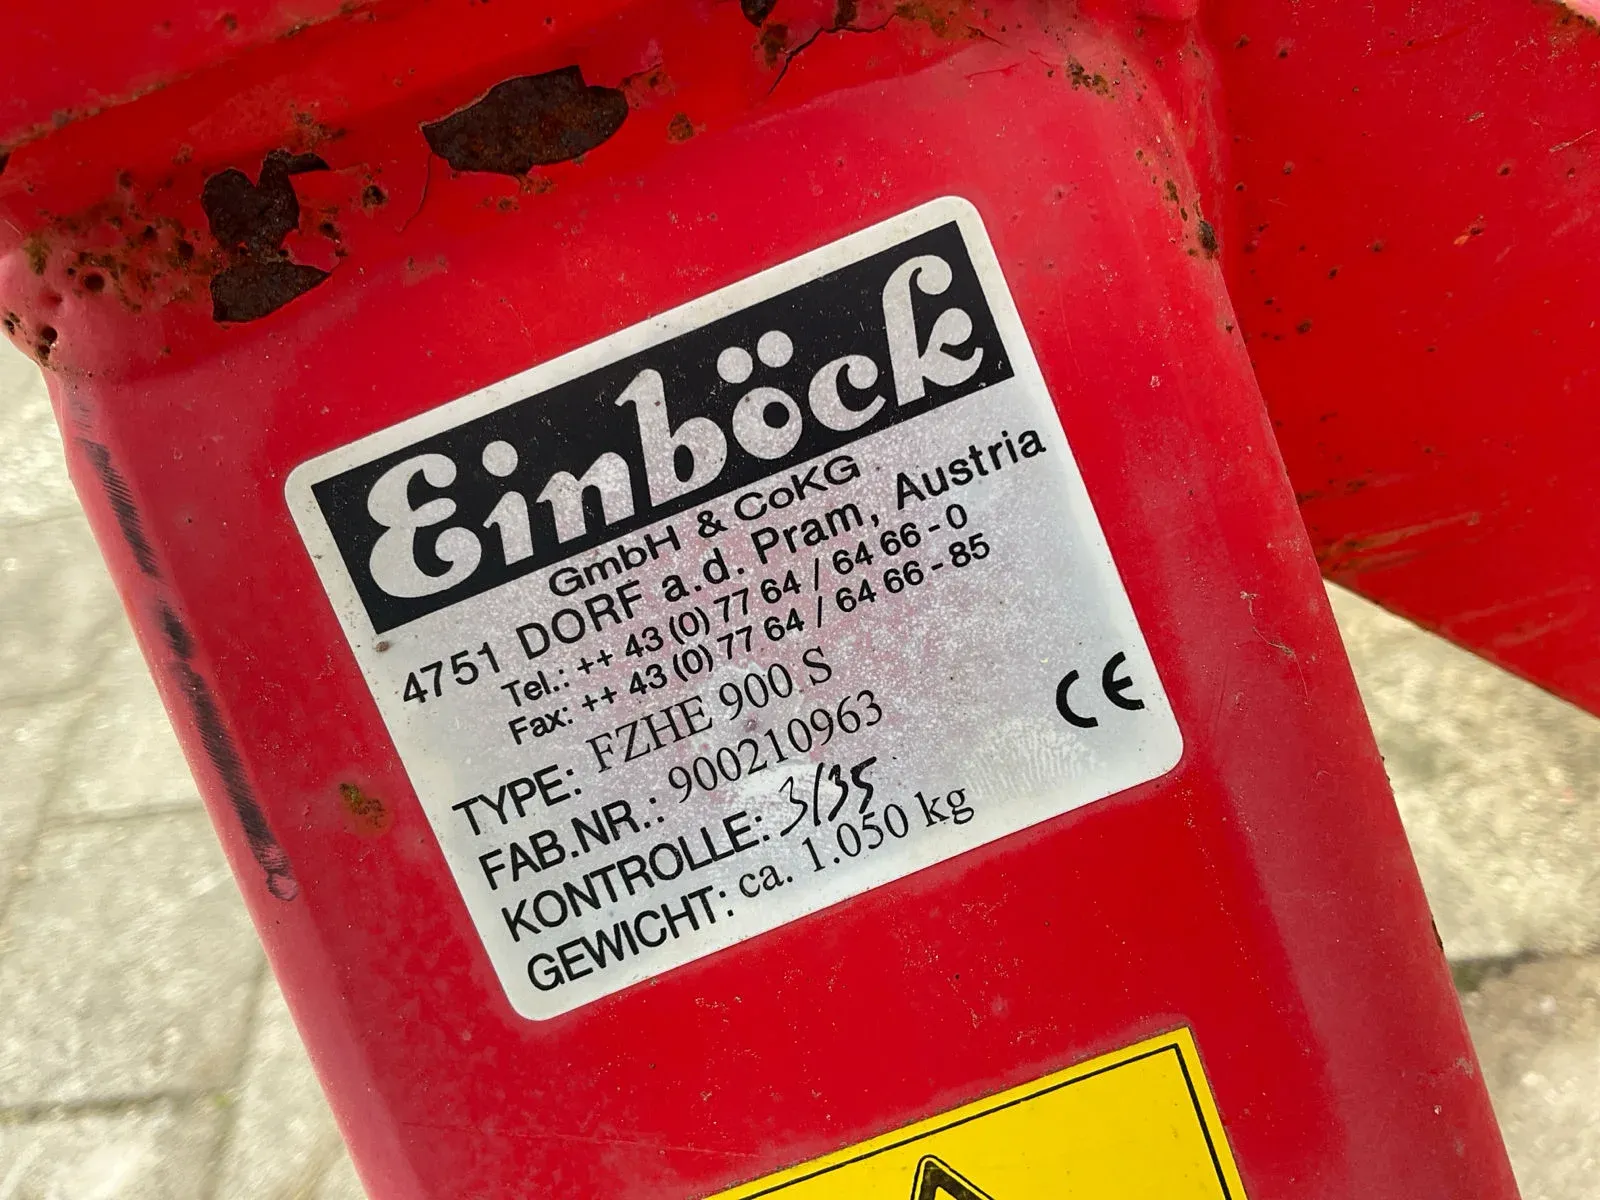 Einböck
GmbH & CoKG
4751 DORF a.d. Pram, Austria
Tel.: ++ 43 (0) 77 64 / 64 66 - 0
Fax: ++ 43 (0) 77 64 / 64 66 - 85
TYPE: FZHE 900 S
FAB.NR.: 900210963
KONTROLLE: 3/35
GEWICHT: ca. 1.050 kg
CE